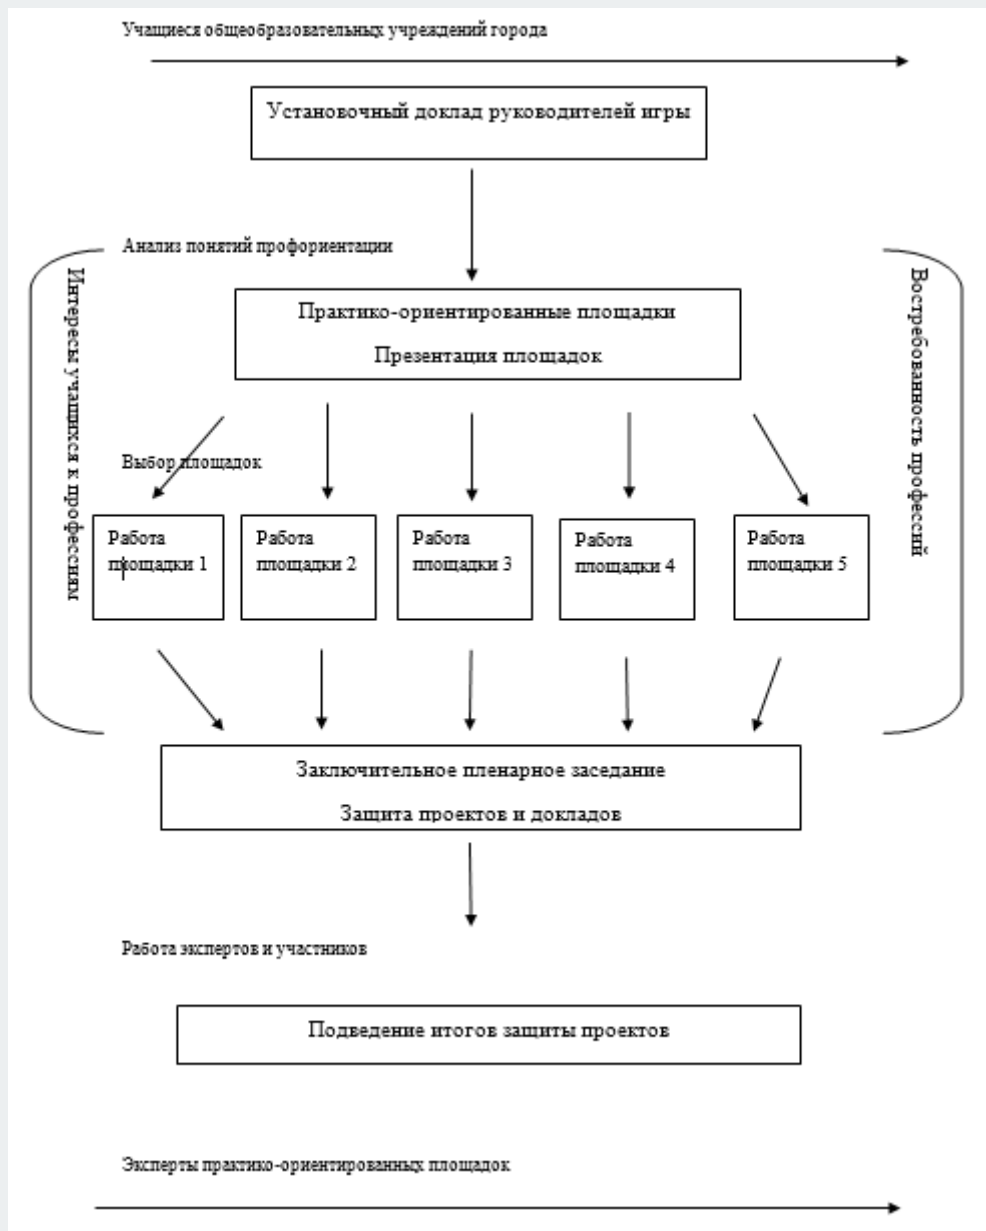 Учащиеся общеобразовательных учреждений города
Установочный доклад руководителей игры
Анализ понятий профориентации
Интересы учащихся к профессиям
Востребованность профессий
Практико-ориентированные площадки
Презентация площадок
Выбор площадок
Работа
площадки 1
Работа
площадки 2
Работа
площадки 3
Работа
площадки 4
Работа
площадки 5
Заключительное пленарное заседание
Защита проектов и докладов
Работа экспертов и участников
Подведение итогов защиты проектов
Эксперты практико-ориентированных площадок